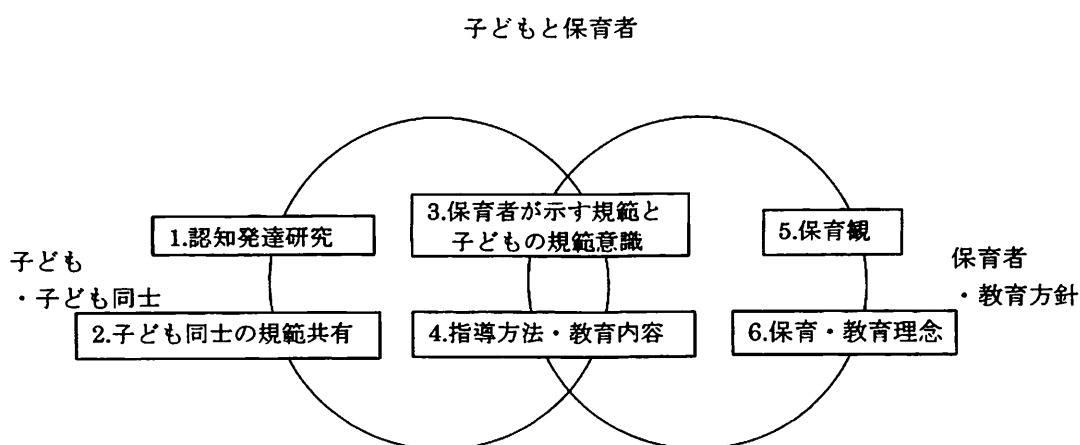 子どもと保育者
1.認知発達研究
3.保育者が示す規範と
子どもの規範意識
5.保育観
子ども
・子ども同士
保育者
・教育方針
2.子ども同士の規範共有
4.指導方法・教育内容
6.保育・教育理念